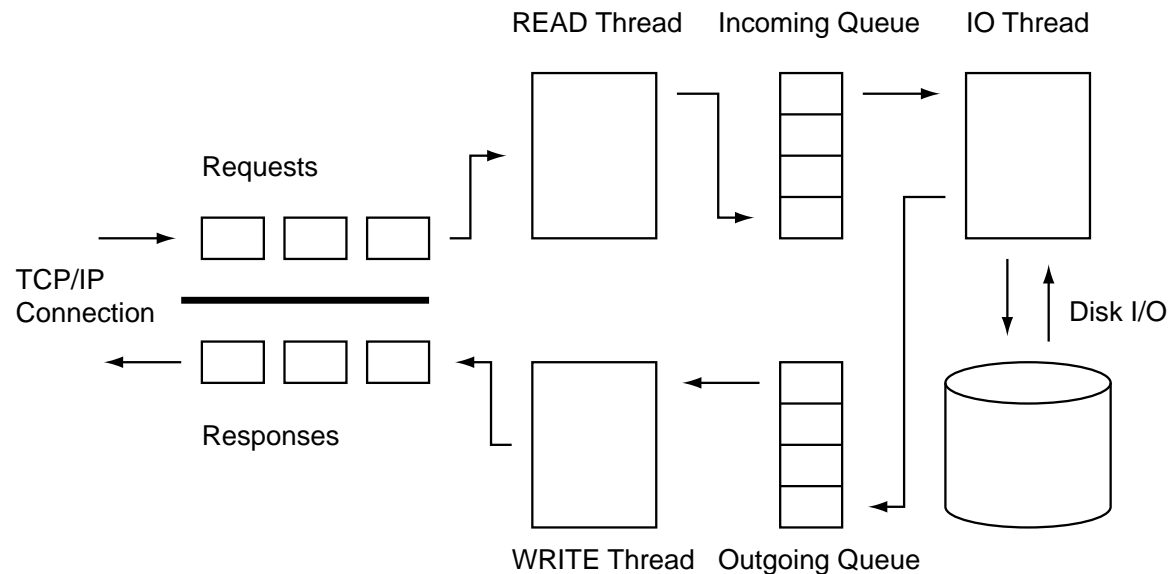 READ Thread
Incoming Queue
IO Thread
Requests
TCP/IP
Connection
Disk I/O
Responses
WRITE Thread
Outgoing Queue